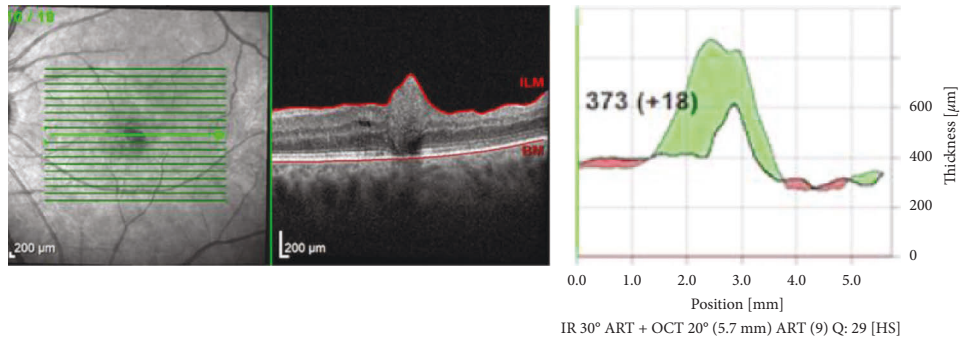 ILM
BM
200 µm
200 µm
373 (+18)
600
400
200
0
Thickness [µm]
0.0 1.0 2.0 3.0 4.0 5.0
Position [mm]
IR 30° ART + OCT 20° (5.7 mm) ART (9) Q: 29 [HS]